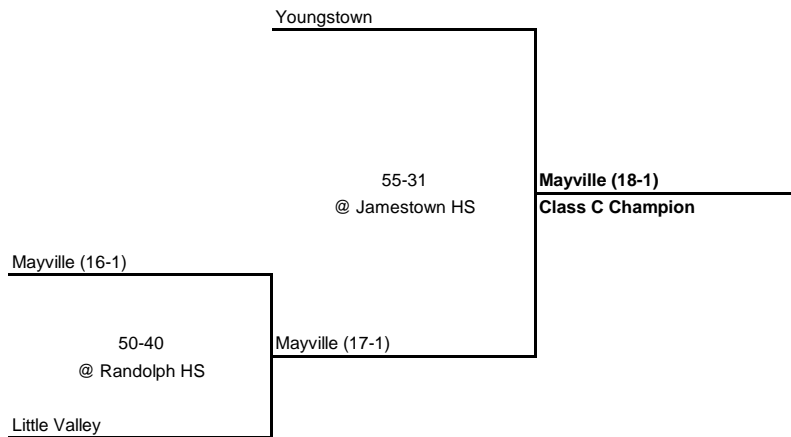 Youngstown
55-31
@ Jamestown HS
Mayville (18-1)
Class C Champion
Mayville (16-1)
50-40
@ Randolph HS
Mayville (17-1)
Little Valley